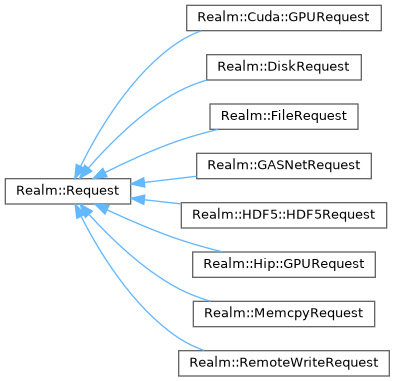 Realm::Cuda::GPURequest
Realm::DiskRequest
Realm::FileRequest
Realm::GASNetRequest
Realm::Request
Realm::HDF5::HDF5Request
Realm::Hip::GPURequest
Realm::MemcpyRequest
Realm::RemoteWriteRequest